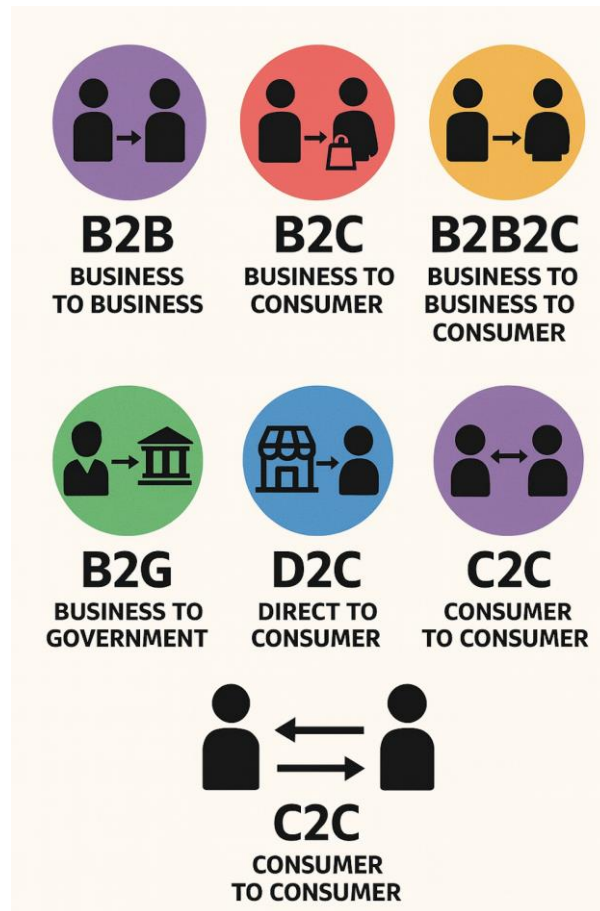 B2B
BUSINESS
TO BUSINESS
B2C
BUSINESS TO
CONSUMER
B2B2C
BUSINESS TO
BUSINESS TO
CONSUMER
B2G
BUSINESS TO
GOVERNMENT
D2C
DIRECT TO
CONSUMER
C2C
CONSUMER
TO CONSUMER
C2C
CONSUMER
TO CONSUMER